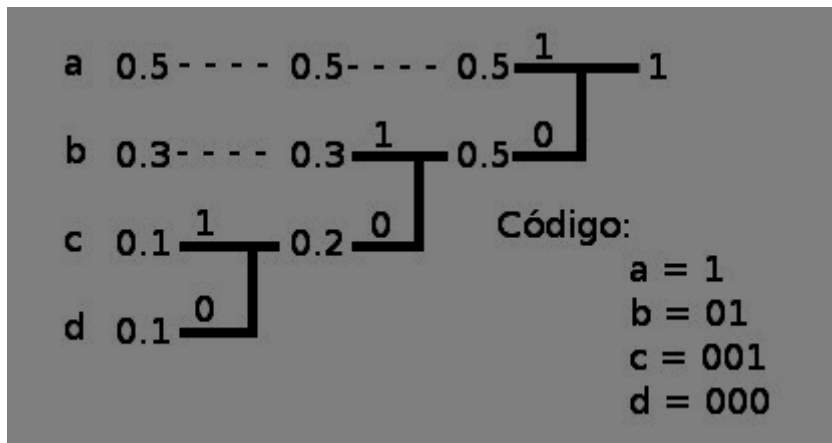 1
a 0.5 - - - - 0.5 - - - - 0.5 1
1 0
b 0.3 - - - - 0.3 0.5
1 0 Código:
c 0.1 0.2
a = 1
0
b = 01
d 0.1
c = 001
d = 000